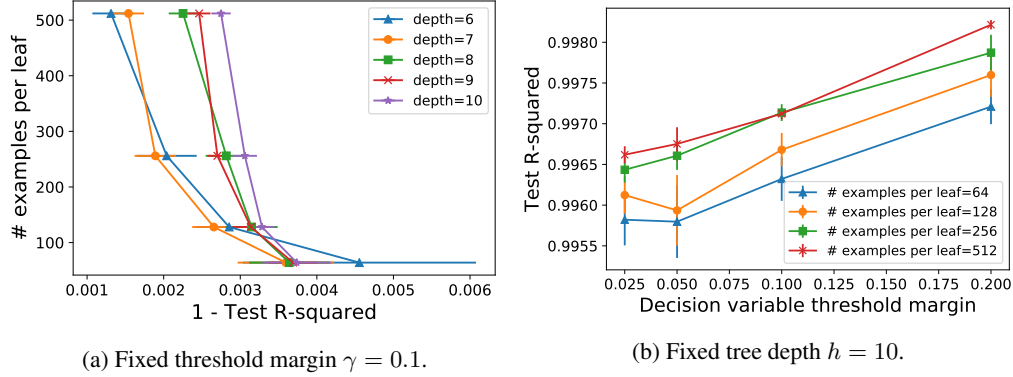 500
400
300
200
100
# examples per leaf
0.001
0.002
0.003
0.004
0.005
0.006
1 - Test R-squared
depth=6
depth=7
depth=8
depth=9
depth=10
(a) Fixed threshold margin γ = 0.1.
0.9980
0.9975
0.9970
0.9965
0.9960
0.9955
Test R-squared
0.025
0.050
0.075
0.100
0.125
0.150
0.175
0.200
Decision variable threshold margin
# examples per leaf=64
# examples per leaf=128
# examples per leaf=256
# examples per leaf=512
(b) Fixed tree depth h = 10.